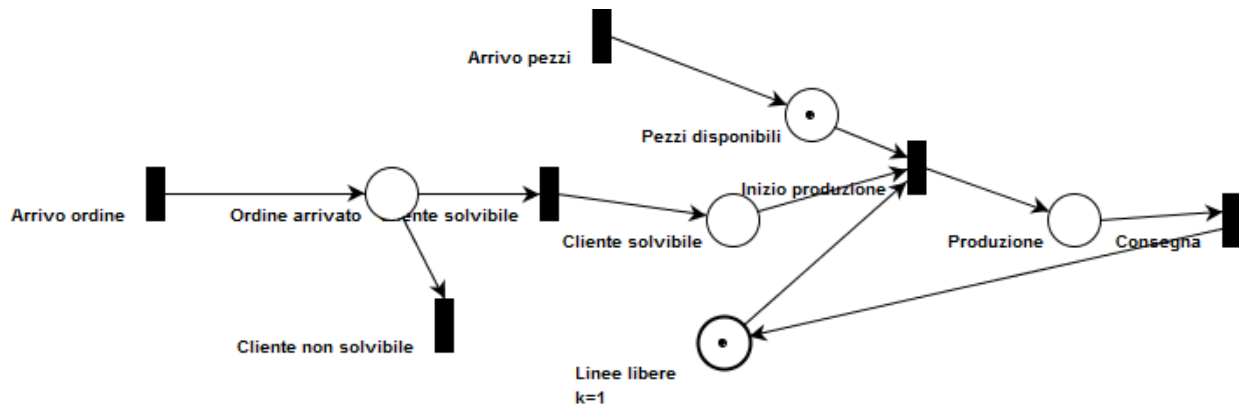 Arrivo pezzi
Pezzi disponibili
Inizio produzione
Arrivo ordine
Ordine arrivato
solvibile
Cliente solvibile
Produzione
Consegna
Cliente non solvibile
Linee libere
k=1